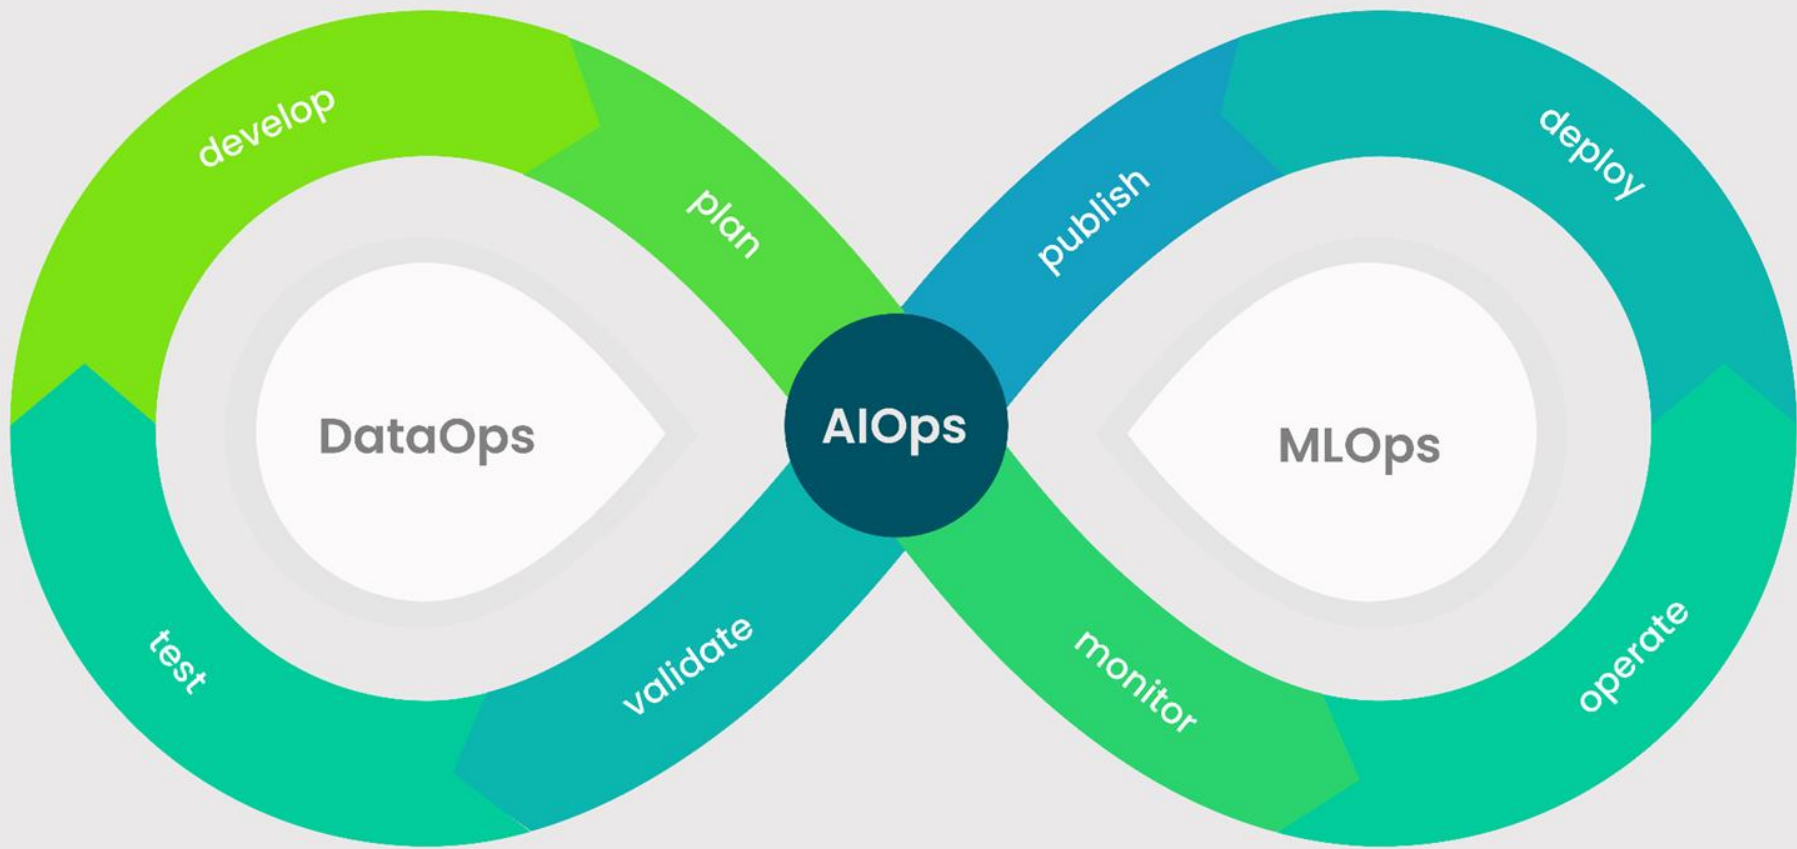 develop
plan
publish
deploy
DataOps
AIOps
MLOps
test
validate
monitor
operate